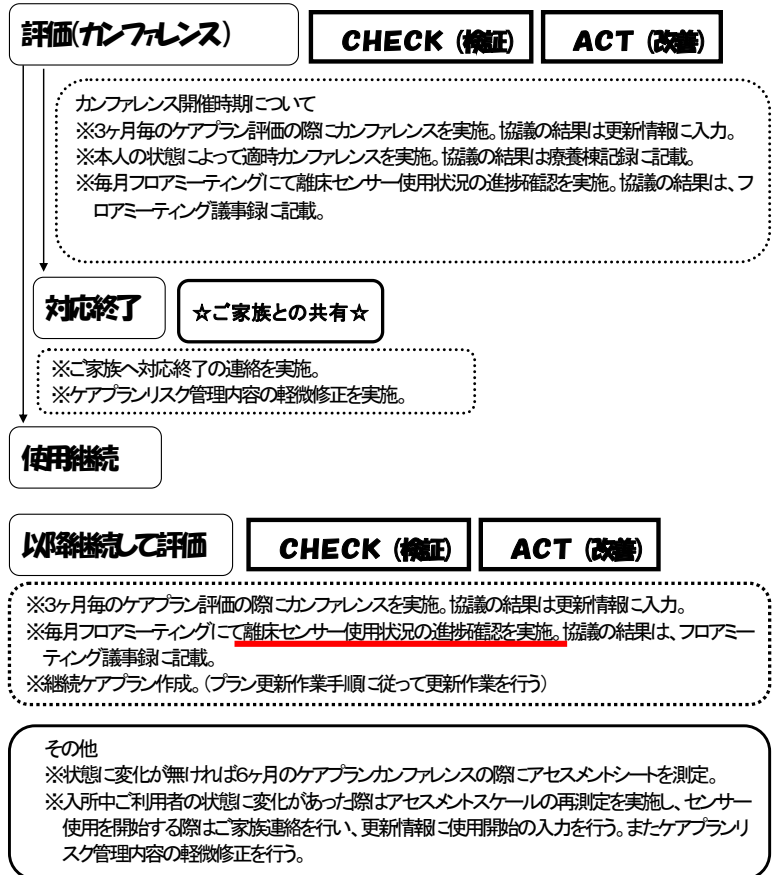 評価(カンファレンス)
CHECK (検証)
ACT (改善)
カンファレンス開催時期について
※3ヶ月毎のケアプラン評価の際にカンファレンスを実施。協議の結果は更新情報に入力。
※本人の状態によって適時カンファレンスを実施。協議の結果は療養棟記録に記載。
※毎月フロアミーティングにて離床センサー使用状況の進捗確認を実施。協議の結果は、フ
ロアミーティング議事録に記載。
対応終了
☆ご家族との共有☆
※ご家族へ対応終了の連絡を実施。
※ケアプランリスク管理内容の軽微修正を実施。
使用継続
以降継続して評価
CHECK (検証)
ACT (改善)
※3ヶ月毎のケアプラン評価の際にカンファレンスを実施。協議の結果は更新情報に入力。
※毎月フロアミーティングにて離床センサー使用状況の進捗確認を実施。協議の結果は、フロアミー
ティング議事録に記載。
※継続ケアプラン作成。(プラン更新作業手順に従って更新作業を行う)
その他
※状態に変化が無ければ6ヶ月のケアプランカンファレンスの際にアセスメントシートを測定。
※入所中ご利用者の状態に変化があった際はアセスメントスケールの再測定を実施し、センサー
使用を開始する際はご家族連絡を行い、更新情報に使用開始の入力を行う。またケアプランリ
スク管理内容の軽微修正を行う。